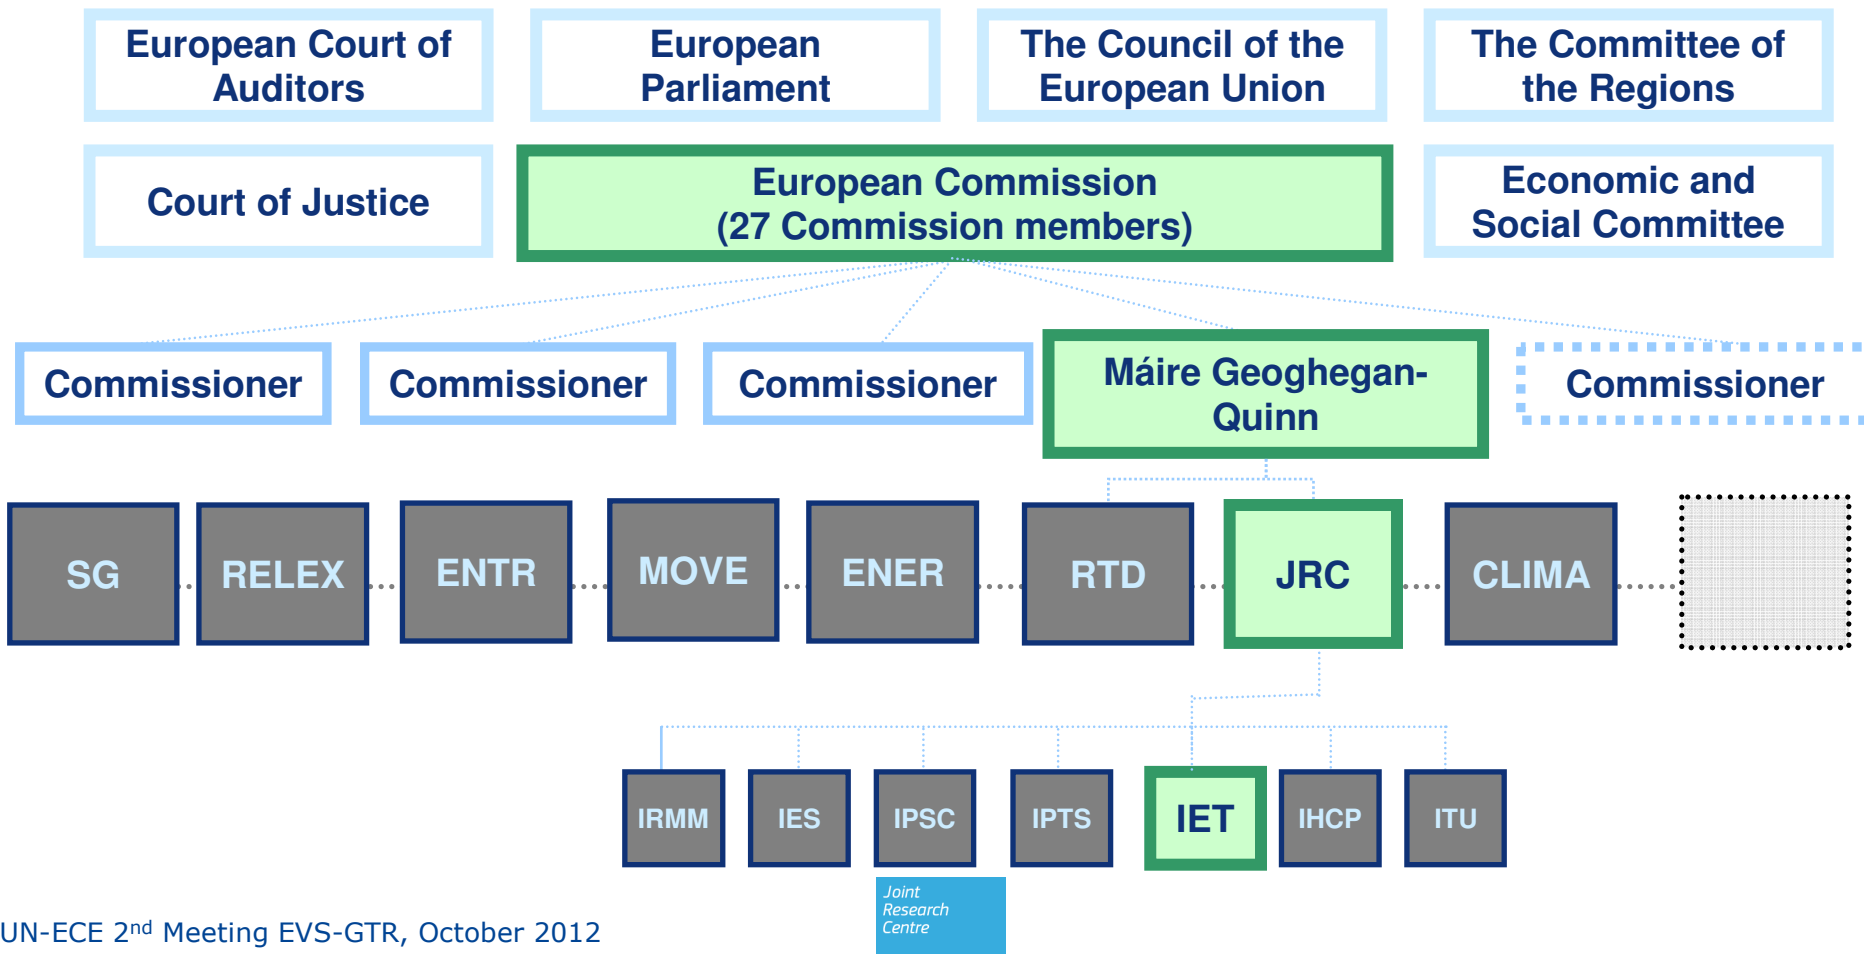 European Court of
Auditors
European
Parliament
The Council of the
European Union
The Committee of
the Regions
Court of Justice
European Commission
(27 Commission members)
Economic and
Social Committee
Commissioner
Commissioner
Commissioner
Máire Geoghegan-
Quinn
Commissioner
SG
RELEX
ENTR
MOVE
ENER
RTD
JRC
CLIMA
IRMM
IES
IPSC
IPTS
IET
IHCP
ITU
Joint
Research
Centre
UN-ECE 2nd Meeting EVS-GTR, October 2012